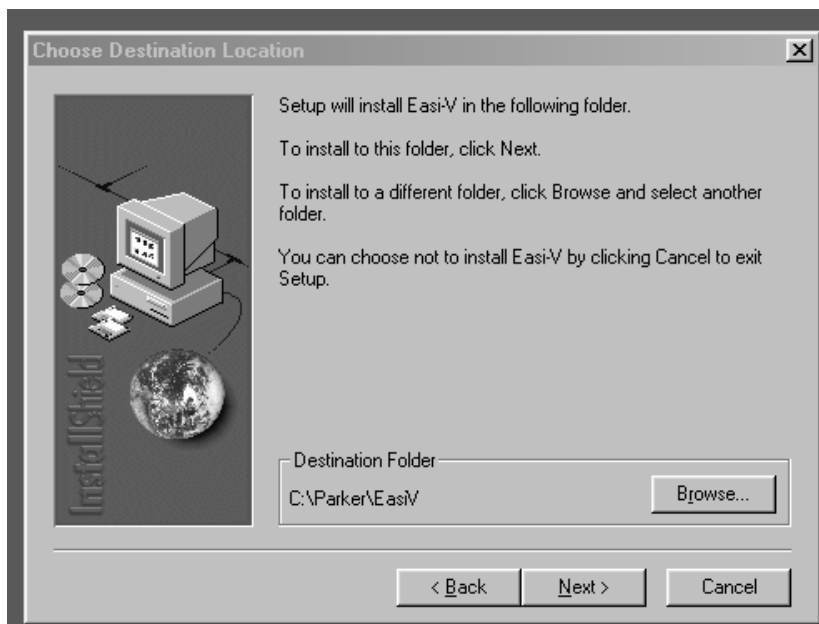 Choose Destination Location
Setup will install Easi-V in the following folder.
To install to this folder, click Next.
To install to a different folder, click Browse and select another
folder.
You can choose not to install Easi-V by clicking Cancel to exit
Setup.
InstallShield
Destination Folder
C:\Parker\EasiV
Browse...
< Back
Next >
Cancel